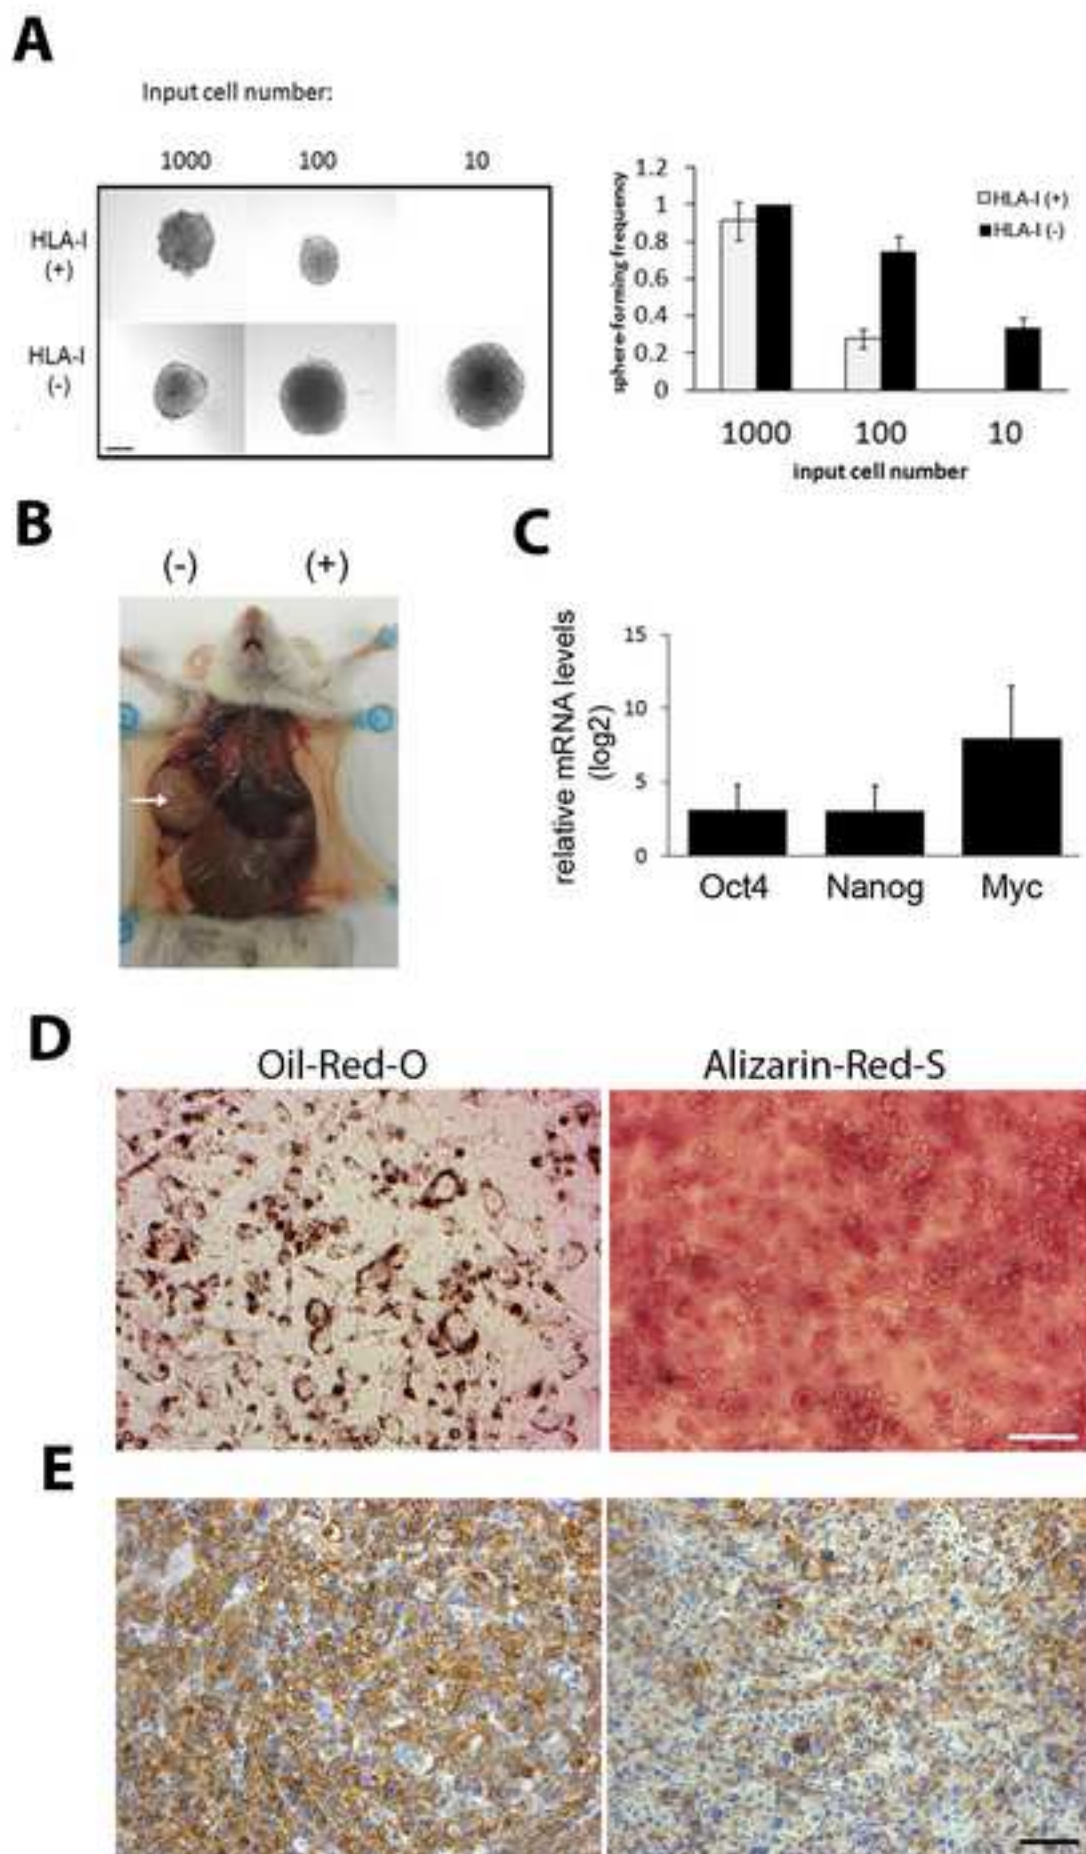 A
Input cell number:
1000 100 10
HLA-I
(+)
HLA-I
(-)
sphere-forming frequency
1.2
1
0.8
0.6
0.4
0.2
0
HLA-I (+)
HLA-I (-)
1000 100 10
input cell number
B
(-) (+)
C
relative mRNA levels
(log2)
15
10
5
0
Oct4 Nanog Myc
D
Oil-Red-O Alizarin-Red-S
E